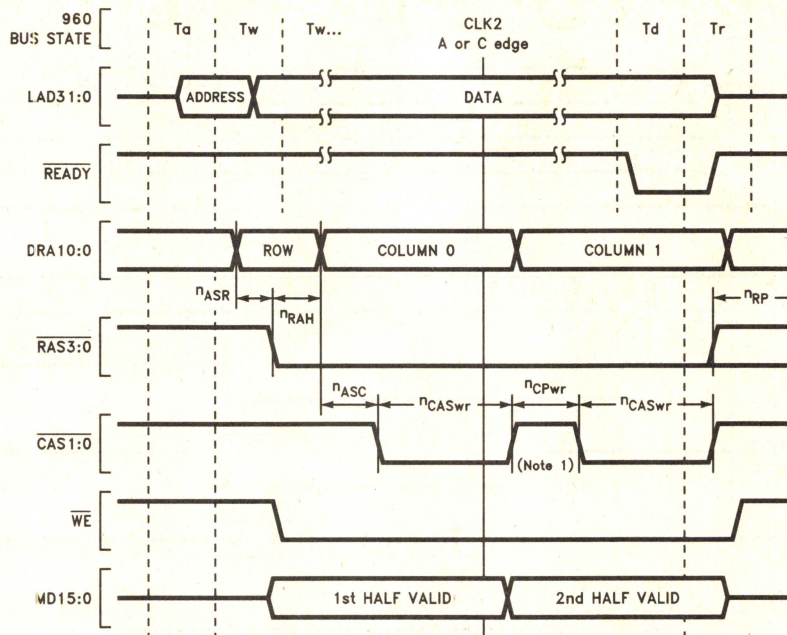 960
BUS STATE
Ta
Tw
Tw...
CLK2
A or C edge
Td
Tr
LAD31:0
ADDRESS
DATA
READY
DRA10:0
ROW
COLUMN 0
COLUMN 1
nASR
nRAH
nRP
RAS3:0
nASC
nCASwr
nCPwr
nCASwr
CAS1:0
(Note 1)
WE
MD15:0
1st HALF VALID
2nd HALF VALID